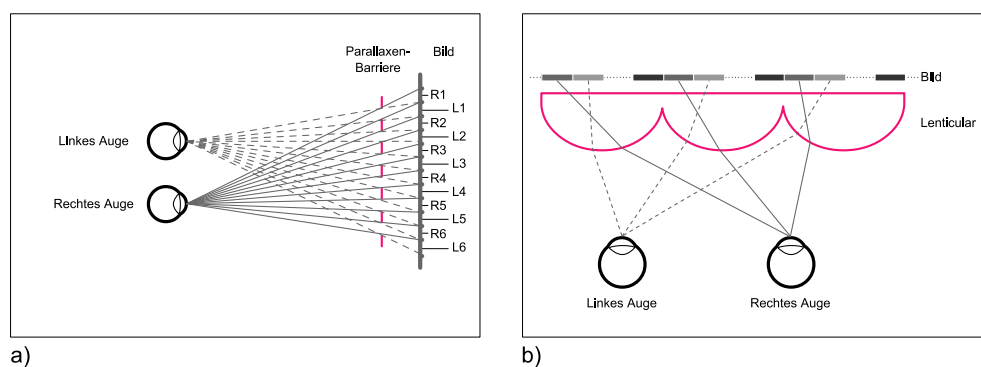 Parallaxen-
Barriere
Bild
R1
L1
R2
L2
R3
L3
R4
L4
R5
L5
R6
L6
Linkes Auge
Rechtes Auge
a)
Bild
Lenticular
Linkes Auge
Rechtes Auge
b)